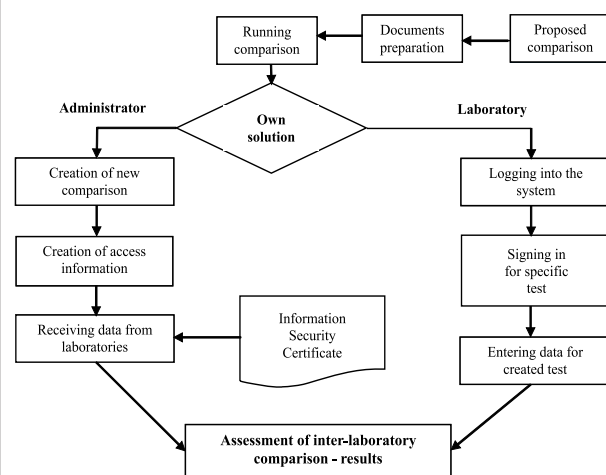 Running
comparison
Documents
preparation
Proposed
comparison
Administrator
Own
solution
Laboratory
Creation of new
comparison
Logging into the
system
Creation of access
information
Signing in
for specific
test
Receiving data from
laboratories
Information
Security
Certificate
Entering data for
created test
Assessment of inter-laboratory
comparison - results